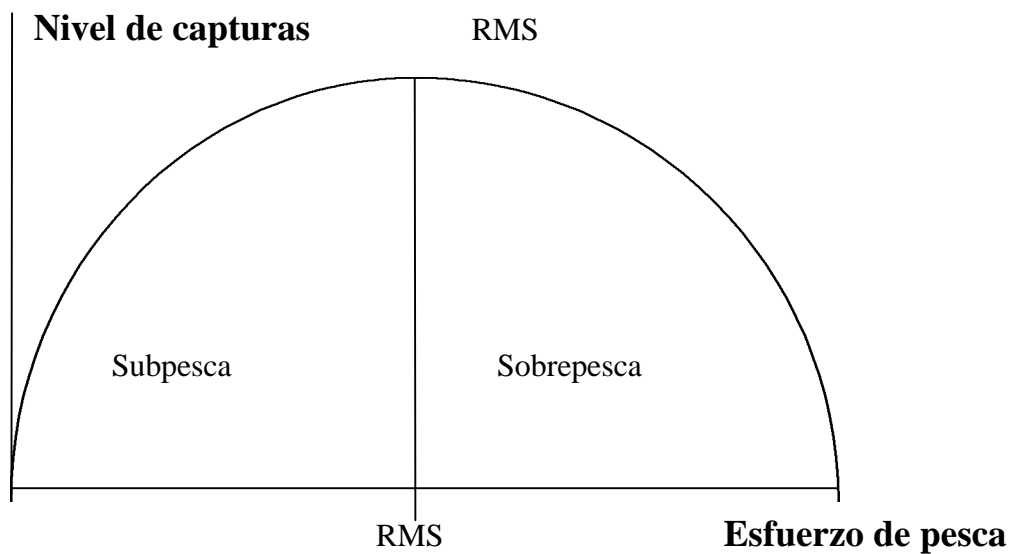 Nivel de capturas
RMS
Subpesca
Sobrepesca
RMS
Esfuerzo de pesca